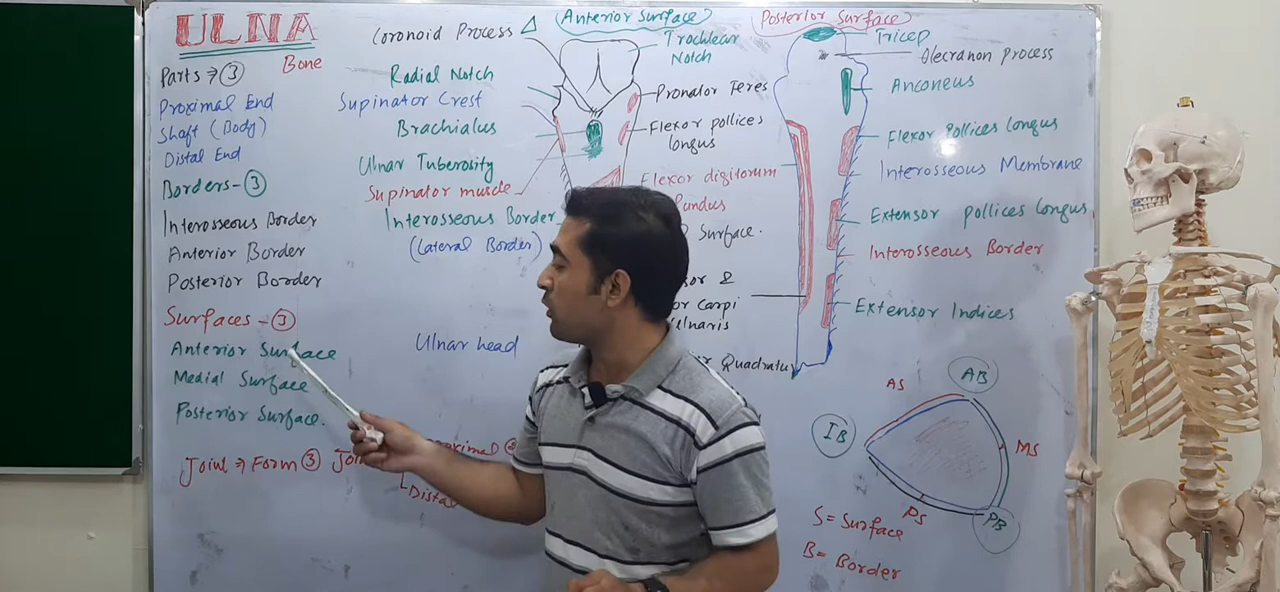 ULNA
Bone
Parts ⇒ ③
Proximal End
Shaft (Body)
Distal End
Borders - ③
Interosseous Border
Anterior Border
Posterior Border
Surfaces - ③
Anterior Surface
Medial Surface
Posterior Surface.
Joint ⇒ Form ③
Anterior Surface
Coronoid Process
Radial Notch
Supinator Crest
Brachialus
Ulnar Tuberosity
Supinator muscle
Interosseous Border
(Lateral Border)
Ulnar head
Trochlear
Notch
Pronator Teres
Flexor pollices
longus
Flexor digitorum
Surface.
&
Carpi
Posterior Surface
Tricep
Olecranon Process
Anconeus
Flexor Pollices longus
Interosseous Membrane
Extensor pollices longus
Interosseous Border
Extensor Indices
AS
AB
IB
MS
PS
PB
S = Surface
B = Border